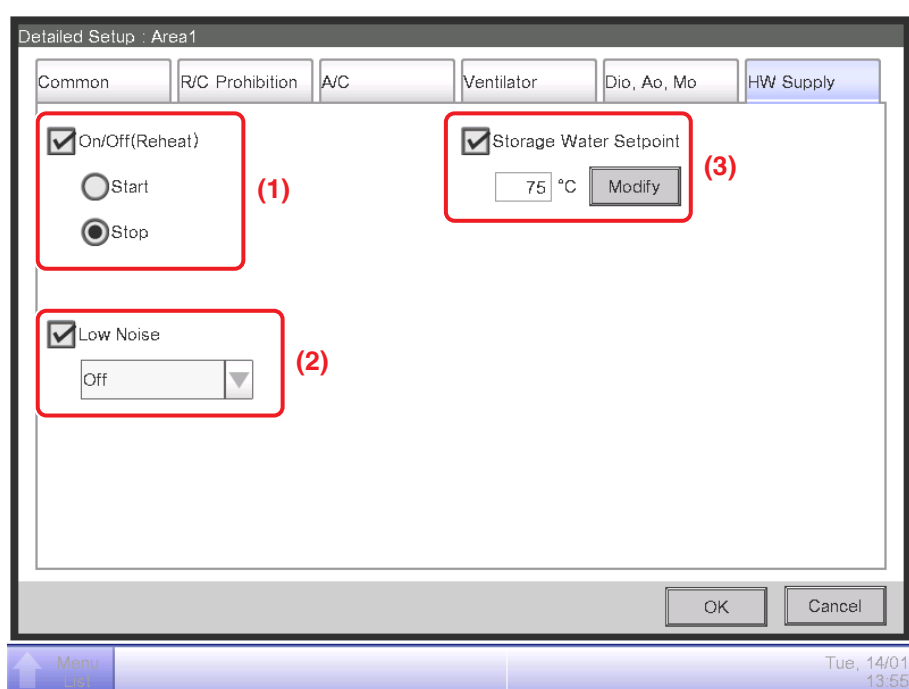 Detailed Setup : Area1
Common R/C Prohibition A/C Ventilator Dio, Ao, Mo HW Supply
On/Off(Reheat)
Start
Stop
(1)
Storage Water Setpoint
75 °C Modify
(3)
Low Noise
Off
(2)
OK Cancel
Menu
List
Tue, 14/01
13:55